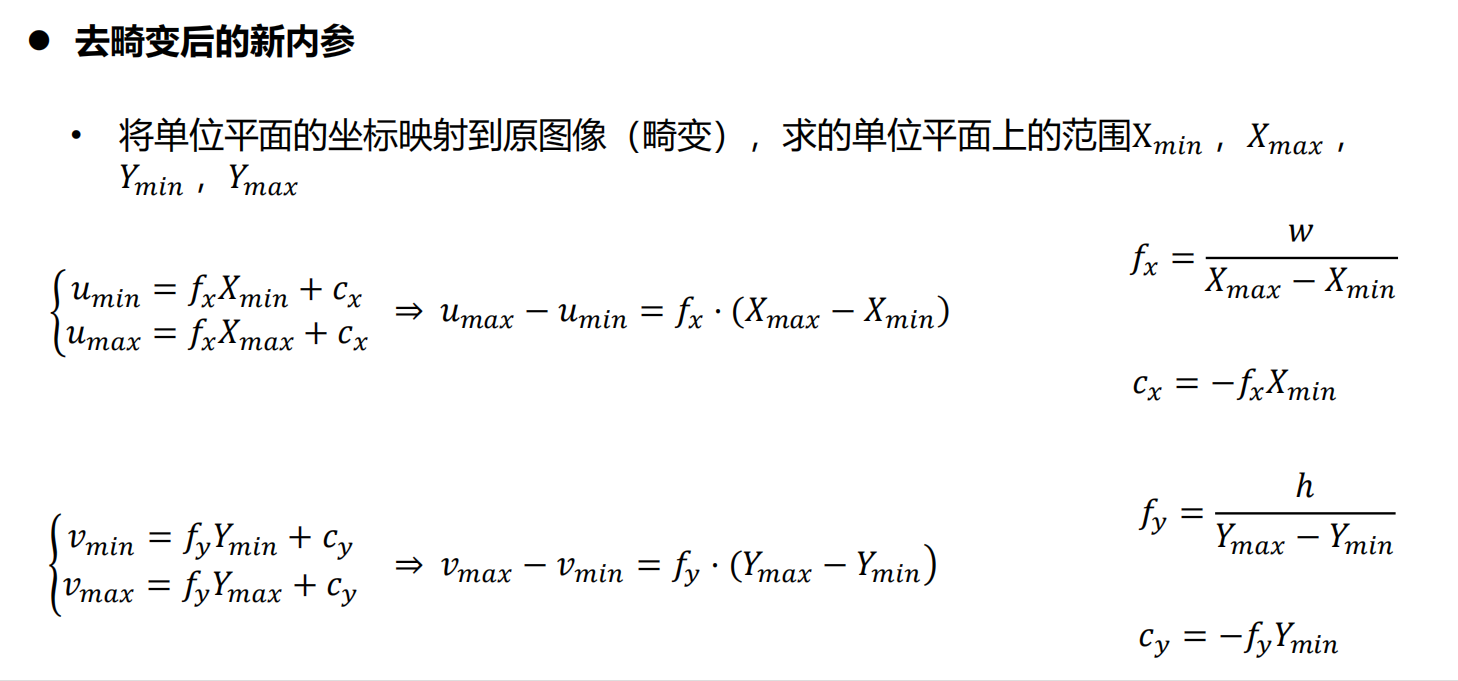 ● 去畸变后的新内参
• 将单位平面的坐标映射到原图像（畸变），求的单位平面上的范围X_{min}，X_{max}，
Y_{min}，Y_{max}
f_x = \frac{w}{X_{max} - X_{min}}
\begin{cases} u_{min} = f_x X_{min} + c_x \\ u_{max} = f_x X_{max} + c_x \end{cases} ⇒ u_{max} - u_{min} = f_x · (X_{max} - X_{min})
c_x = -f_x X_{min}
f_y = \frac{h}{Y_{max} - Y_{min}}
\begin{cases} v_{min} = f_y Y_{min} + c_y \\ v_{max} = f_y Y_{max} + c_y \end{cases} ⇒ v_{max} - v_{min} = f_y · (Y_{max} - Y_{min})
c_y = -f_y Y_{min}